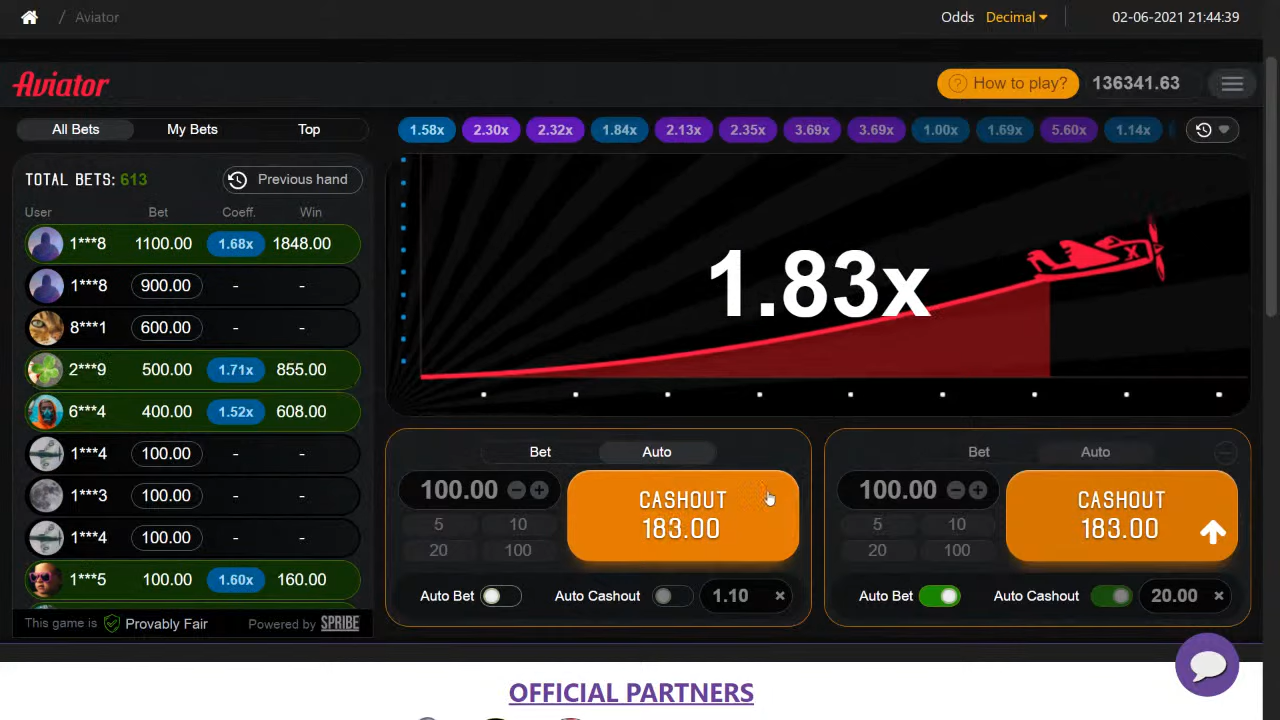 / Aviator
Odds Decimal 02-06-2021 21:44:39
Aviator
How to play? 136341.63
All Bets My Bets Top
1.58x 2.30x 2.32x 1.84x 2.13x 2.35x 3.69x 3.69x 1.00x 1.69x 5.60x 1.14x
TOTAL BETS: 613
Previous hand
User Bet Coeff. Win
1***8 1100.00 1.68x 1848.00
1***8 900.00 - -
8***1 600.00 - -
2***9 500.00 1.71x 855.00
6***4 400.00 1.52x 608.00
1***4 100.00 - -
1***3 100.00 - -
1***4 100.00 - -
1***5 100.00 1.60x 160.00
This game is Provably Fair Powered by SPRIBE
1.83x
X
Bet Auto
100.00
5 10
20 100
CASHOUT
183.00
Auto Bet Auto Cashout 1.10 ×
Bet Auto
100.00
5 10
20 100
CASHOUT
183.00
Auto Bet Auto Cashout 20.00 ×
OFFICIAL PARTNERS